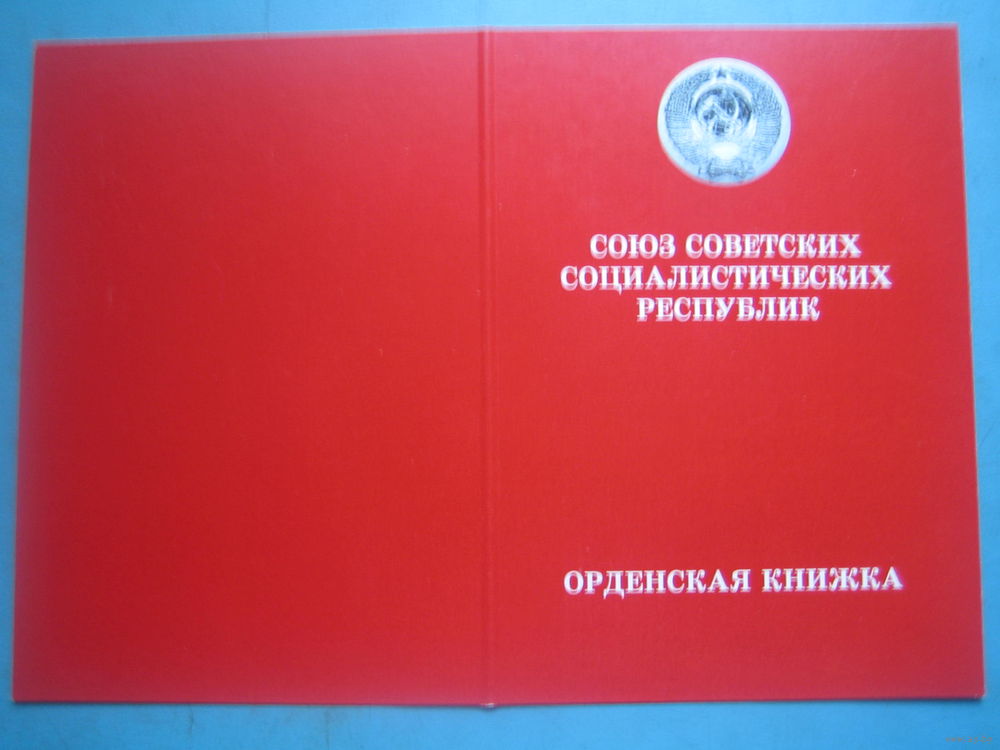 СОЮЗ СОВЕТСКИХ
СОЦИАЛИСТИЧЕСКИХ
РЕСПУБЛИК
ОРДЕНСКАЯ КНИЖКА